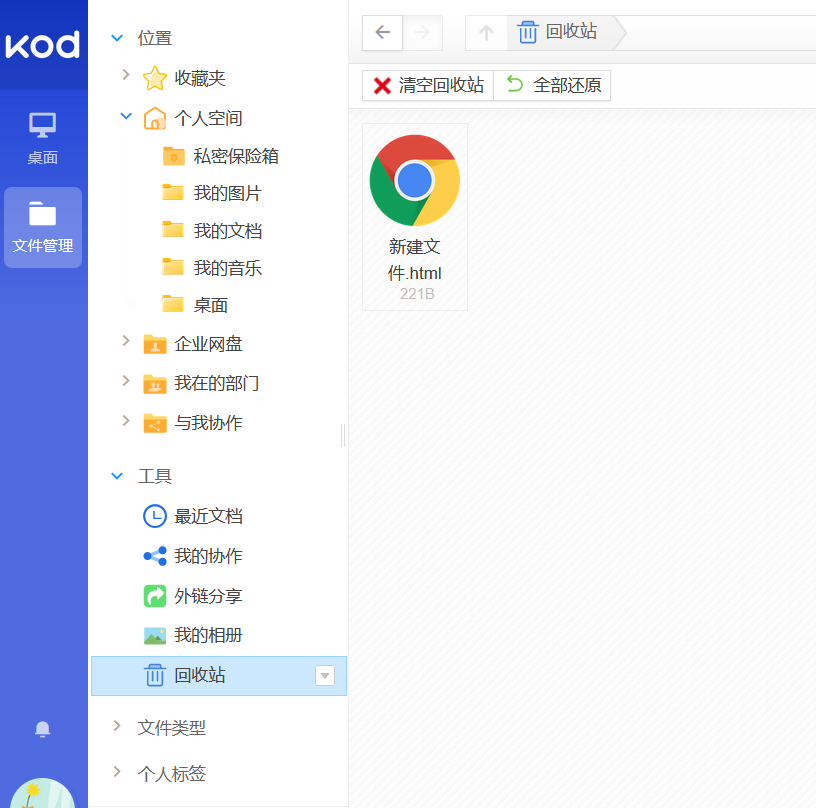 kod
桌面
文件管理
位置
收藏夹
个人空间
私密保险箱
我的图片
我的文档
我的音乐
桌面
企业网盘
我在的部门
与我协作
工具
最近文档
我的协作
外链分享
我的相册
回收站
文件类型
个人标签
回收站
清空回收站 全部还原
新建文
件.html
221B